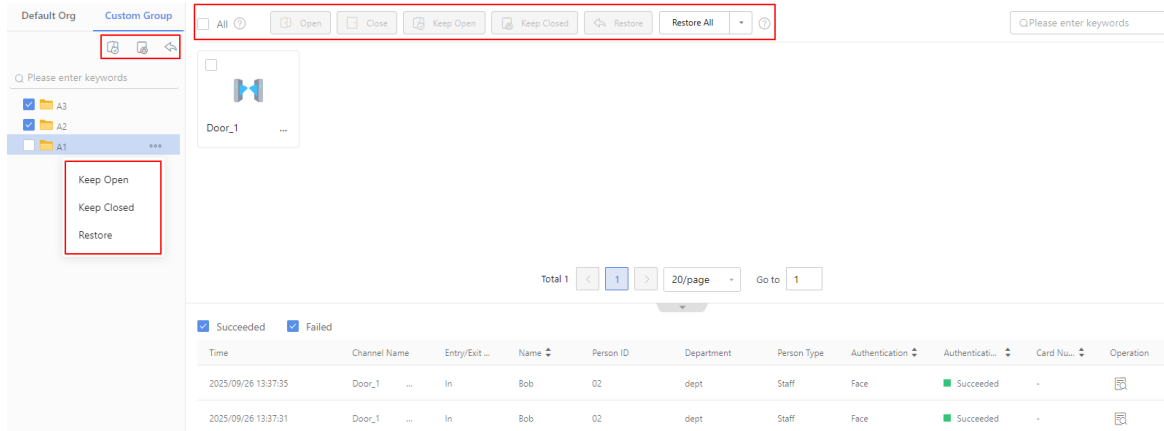 Default Org Custom Group
All Open Close Keep Open Keep Closed Restore Restore All Please enter keywords
Please enter keywords
A3
A2
A1 ...
Keep Open
Keep Closed
Restore
Door_1 ...
Total 1 < 1 > 20/page Go to 1
Succeeded Failed
Time Channel Name Entry/Exit ... Name Person ID Department Person Type Authentication Authenticati... Card Nu... Operation
2025/09/26 13:37:35 Door_1 ... In Bob 02 dept Staff Face Succeeded -
2025/09/26 13:37:31 Door_1 ... In Bob 02 dept Staff Face Succeeded -